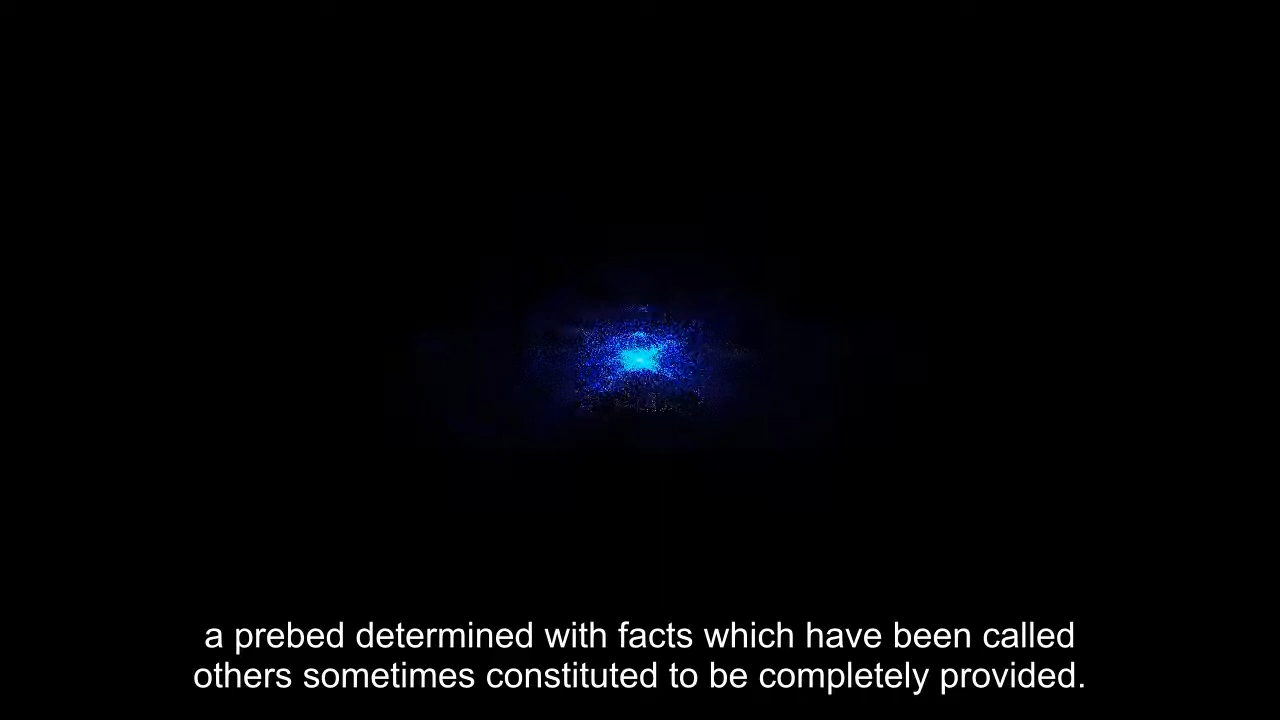 a prebed determined with facts which have been called
others sometimes constituted to be completely provided.